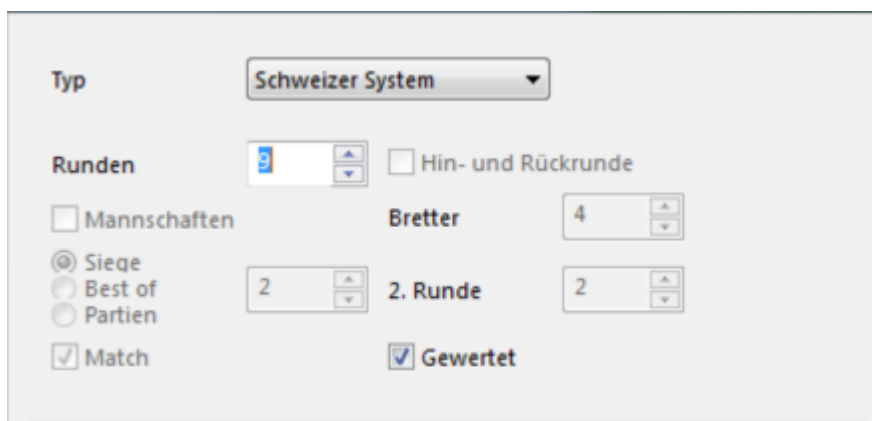 Typ Schweizer System
Runden 9 Hin- und Rückrunde
Mannschaften Bretter 4
Siege
Best of 2 2. Runde 2
Partien
Match Gewertet